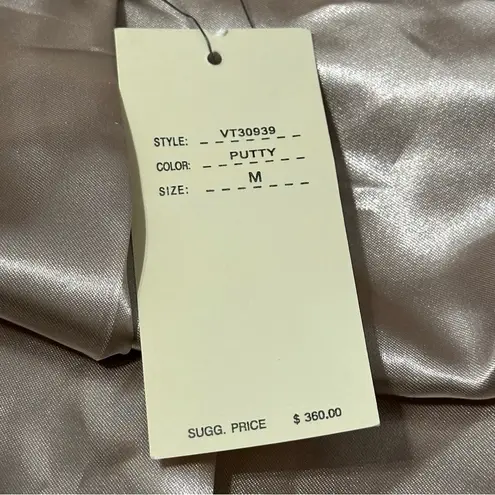 STYLE: VT30939
COLOR: PUTTY
SIZE: M
SUGG. PRICE $ 360.00